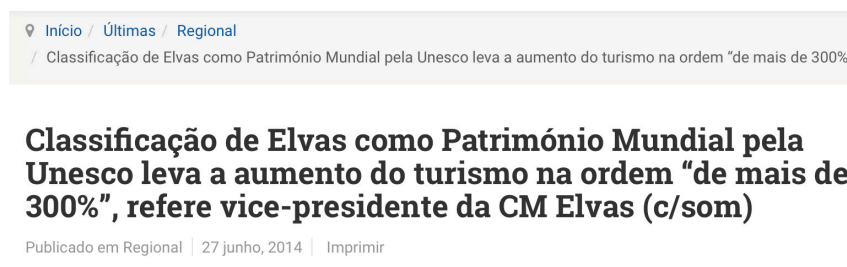 Início / Últimas / Regional
/ Classificação de Elvas como Património Mundial pela Unesco leva a aumento do turismo na ordem “de mais de 300%
Classificação de Elvas como Património Mundial pela
Unesco leva a aumento do turismo na ordem “de mais de
300%”, refere vice-presidente da CM Elvas (c/som)
Publicado em Regional | 27 junho, 2014 | Imprimir